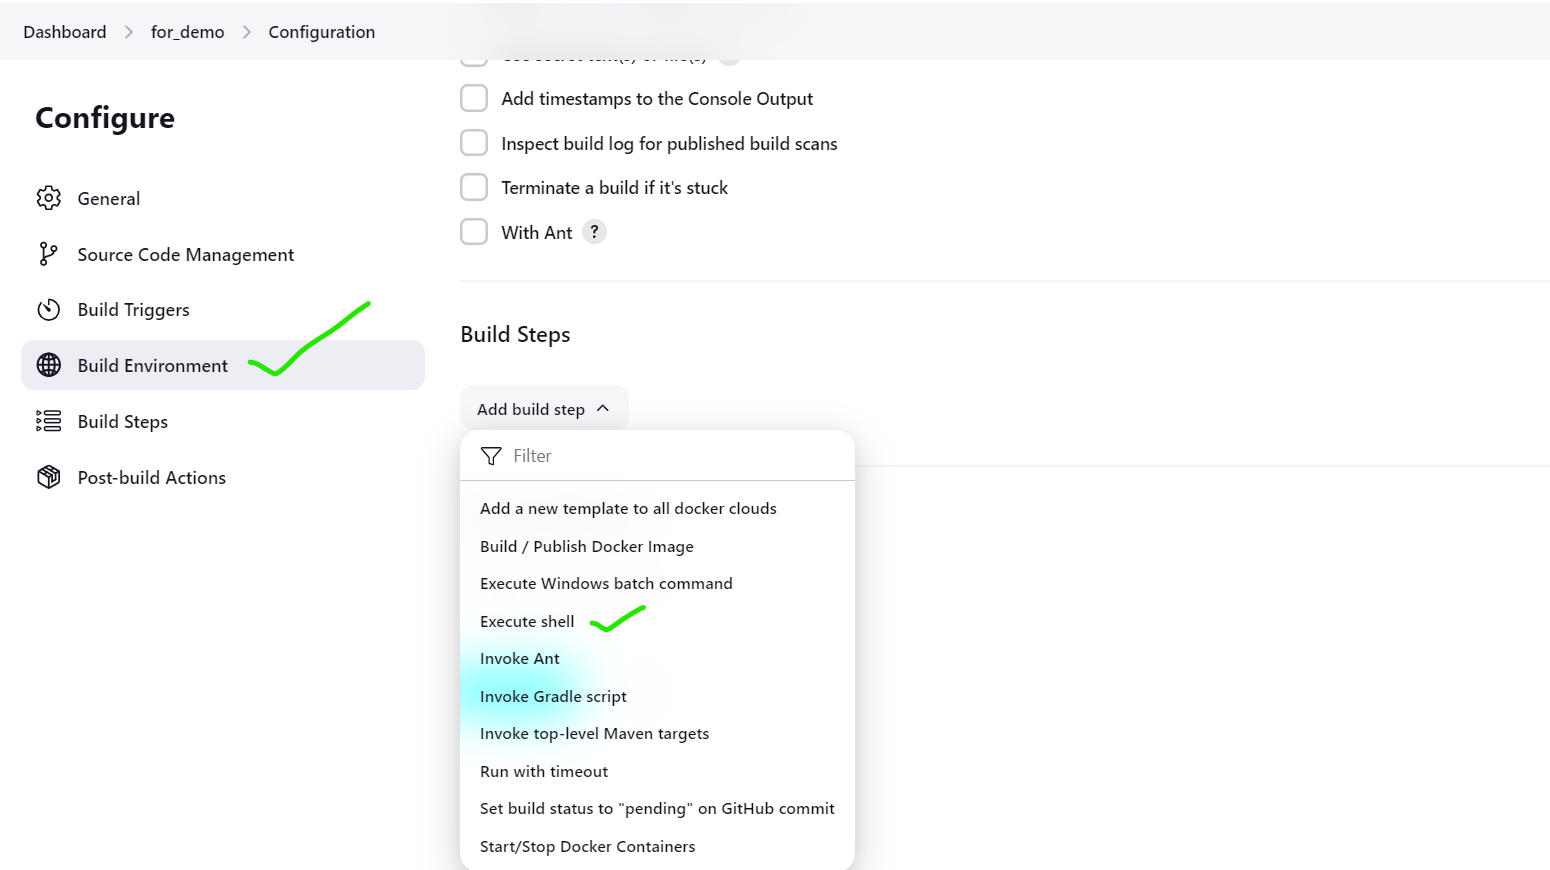 Dashboard > for_demo > Configuration
Configure
General
Source Code Management
Build Triggers
Build Environment
Build Steps
Post-build Actions
Add timestamps to the Console Output
Inspect build log for published build scans
Terminate a build if it's stuck
With Ant ?
Build Steps
Add build step
Filter
Add a new template to all docker clouds
Build / Publish Docker Image
Execute Windows batch command
Execute shell
Invoke Ant
Invoke Gradle script
Invoke top-level Maven targets
Run with timeout
Set build status to "pending" on GitHub commit
Start/Stop Docker Containers